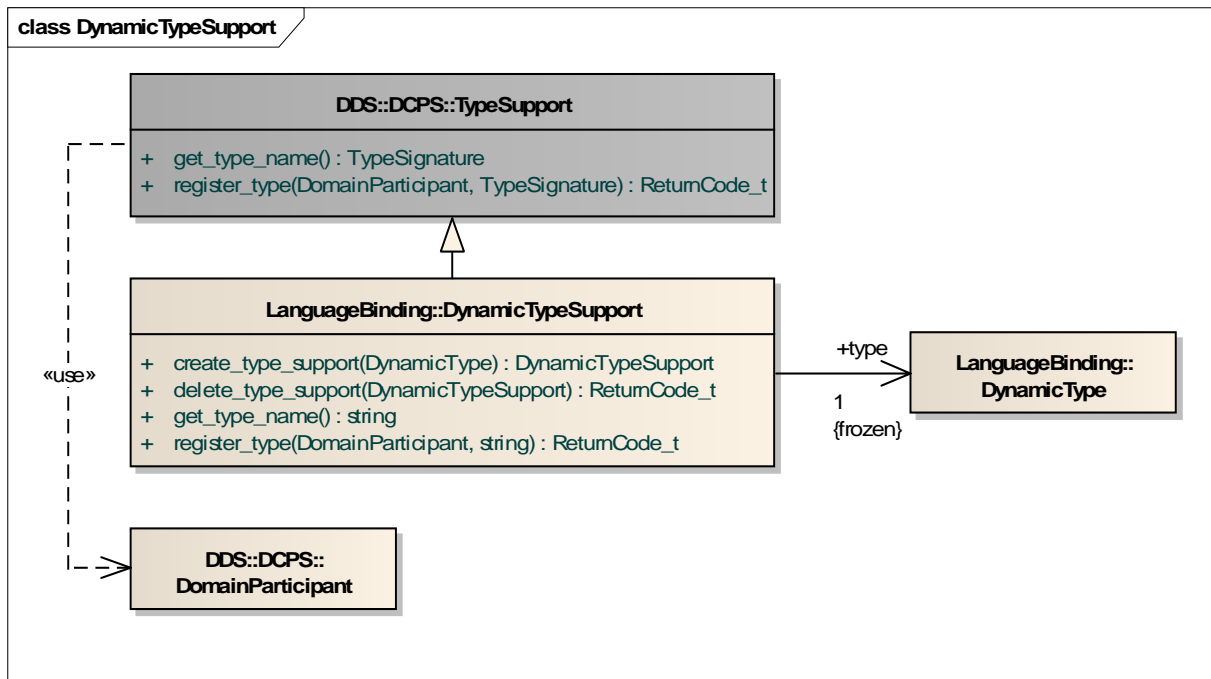 class DynamicTypeSupport
DDS::DCPS::TypeSupport
+ get_type_name() : TypeSignature
+ register_type(DomainParticipant, TypeSignature) : ReturnCode_t
LanguageBinding::DynamicTypeSupport
+ create_type_support(DynamicType) : DynamicTypeSupport
+ delete_type_support(DynamicTypeSupport) : ReturnCode_t
+ get_type_name() : string
+ register_type(DomainParticipant, string) : ReturnCode_t
«use»
+type
1
{frozen}
LanguageBinding::
DynamicType
DDS::DCPS::
DomainParticipant